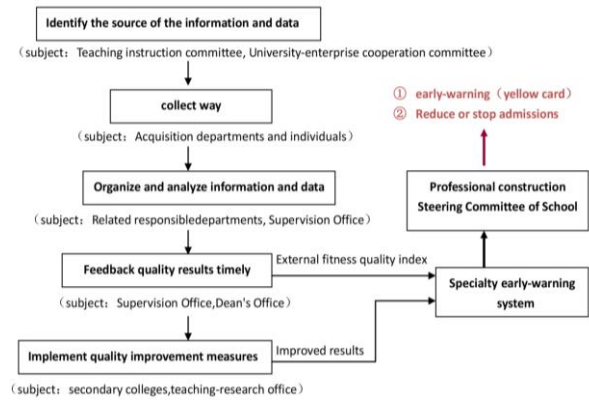 Identify the source of the information and data
（subject：Teaching instruction committee, University-enterprise cooperation committee）
collect way
（subject：Acquisition departments and individuals）
Organize and analyze information and data
（subject：Related responsibledepartments, Supervision Office）
Feedback quality results timely
（subject：Supervision Office,Dean's Office）
Implement quality improvement measures
（subject：secondary colleges,teaching-research office）
External fitness quality index
Improved results
Specialty early-warning
system
Professional construction
Steering Committee of School
① early-warning（yellow card）
② Reduce or stop admissions